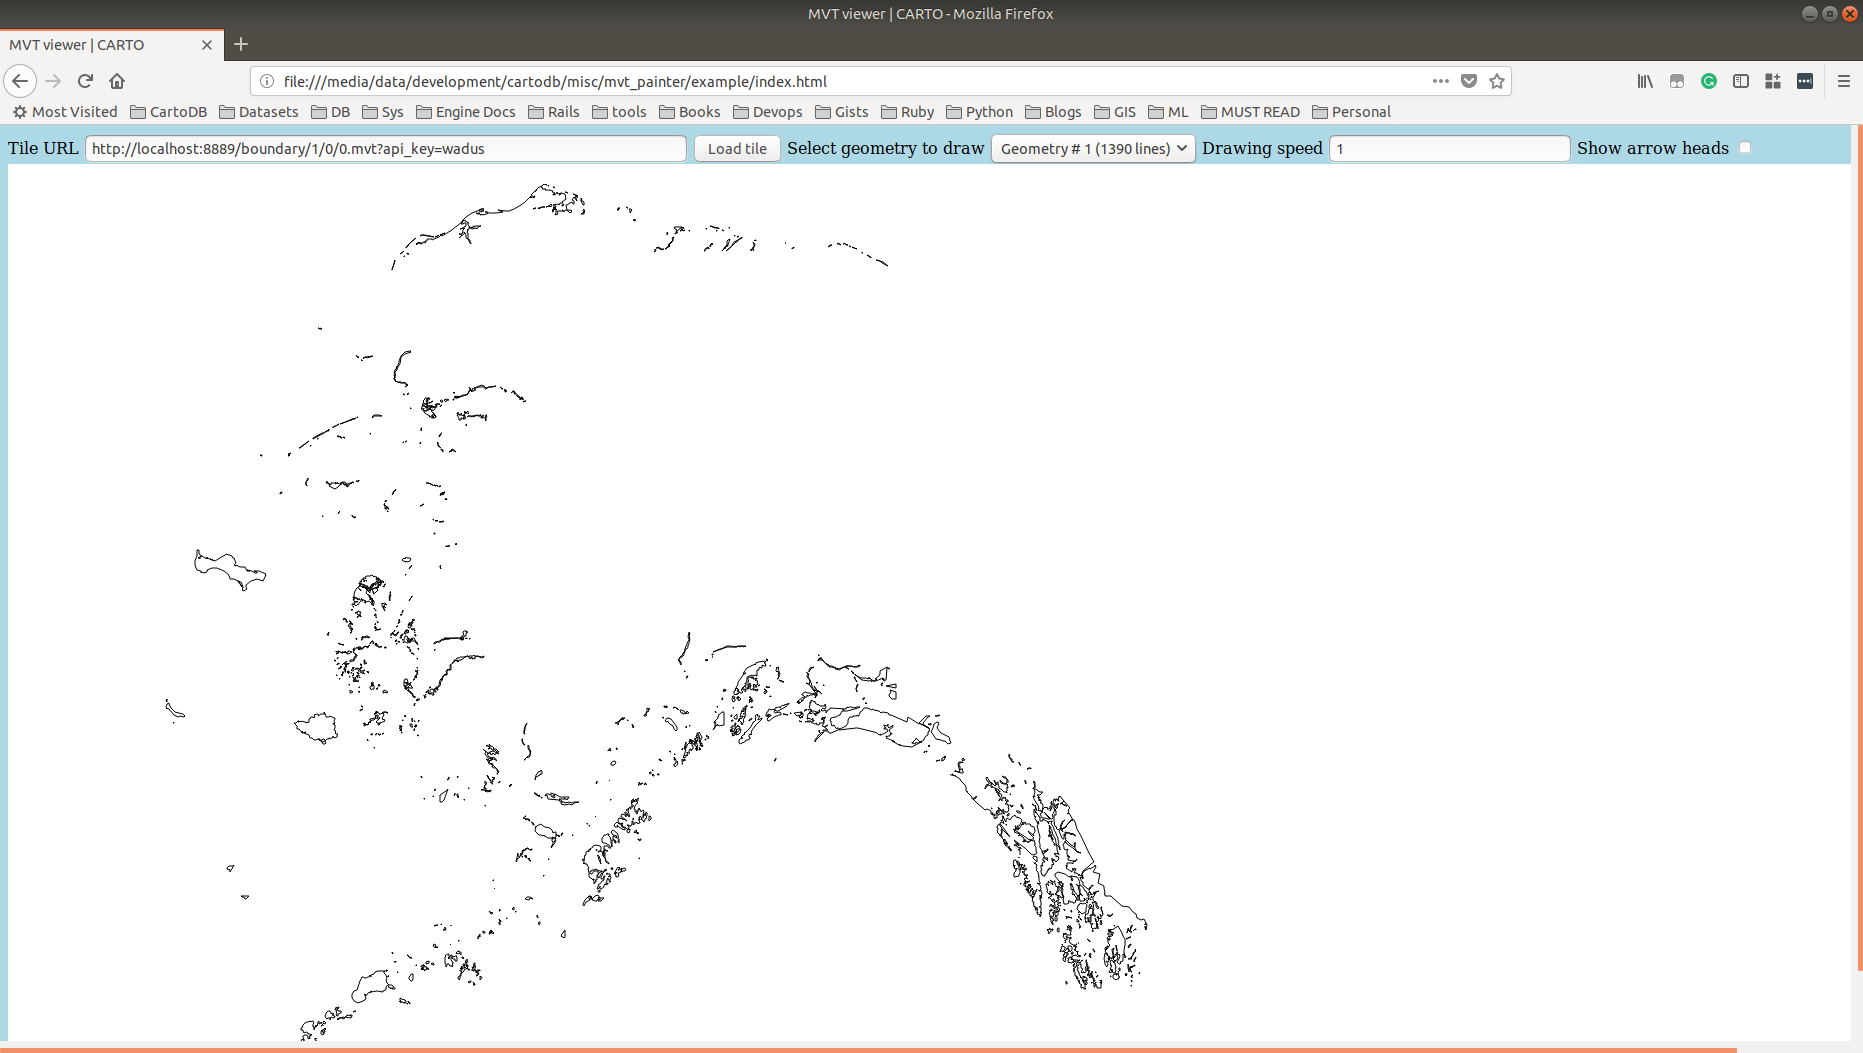 MVT viewer | CARTO - Mozilla Firefox
MVT viewer | CARTO
file:///media/data/development/cartodb/misc/mvt_painter/example/index.html
Most Visited CartoDB Datasets DB Sys Engine Docs Rails tools Books Devops Gists Ruby Python Blogs GIS ML MUST READ Personal
Tile URL http://localhost:8889/boundary/1/0/0.mvt?api_key=wadus Load tile Select geometry to draw Geometry # 1 (1390 lines) Drawing speed 1 Show arrow heads